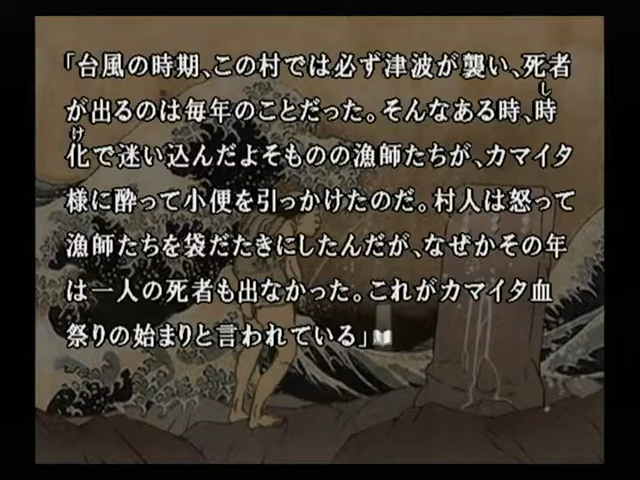 「台風の時期、この村では必ず津波が襲い、死者
が出るのは毎年のことだった。そんなある時、時
化で迷い込んだよそものの漁師たちが、カマイタ
様に酔って小便を引っかけたのだ。村人は怒って
漁師たちを袋だたきにしたんだが、なぜかその年
は一人の死者も出なかった。これがカマイタ血
祭りの始まりと言われている」